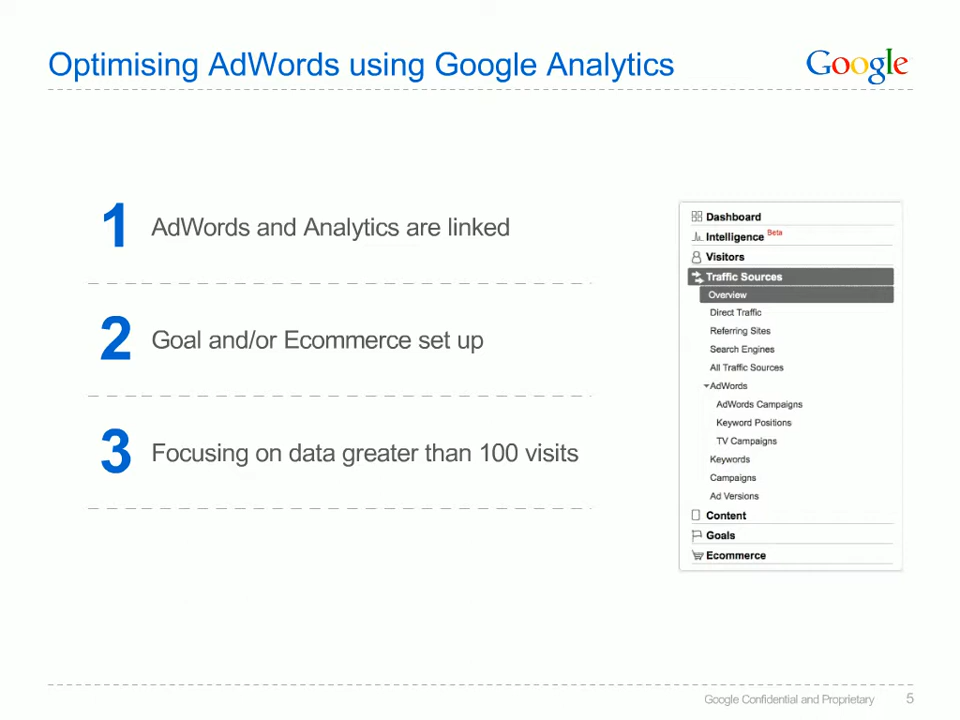 Optimising AdWords using Google Analytics
Google
1 AdWords and Analytics are linked
2 Goal and/or Ecommerce set up
3 Focusing on data greater than 100 visits
Dashboard
Intelligence Beta
Visitors
Traffic Sources
Overview
Direct Traffic
Referring Sites
Search Engines
All Traffic Sources
AdWords
AdWords Campaigns
Keyword Positions
TV Campaigns
Keywords
Campaigns
Ad Versions
Content
Goals
Ecommerce
Google Confidential and Proprietary 5